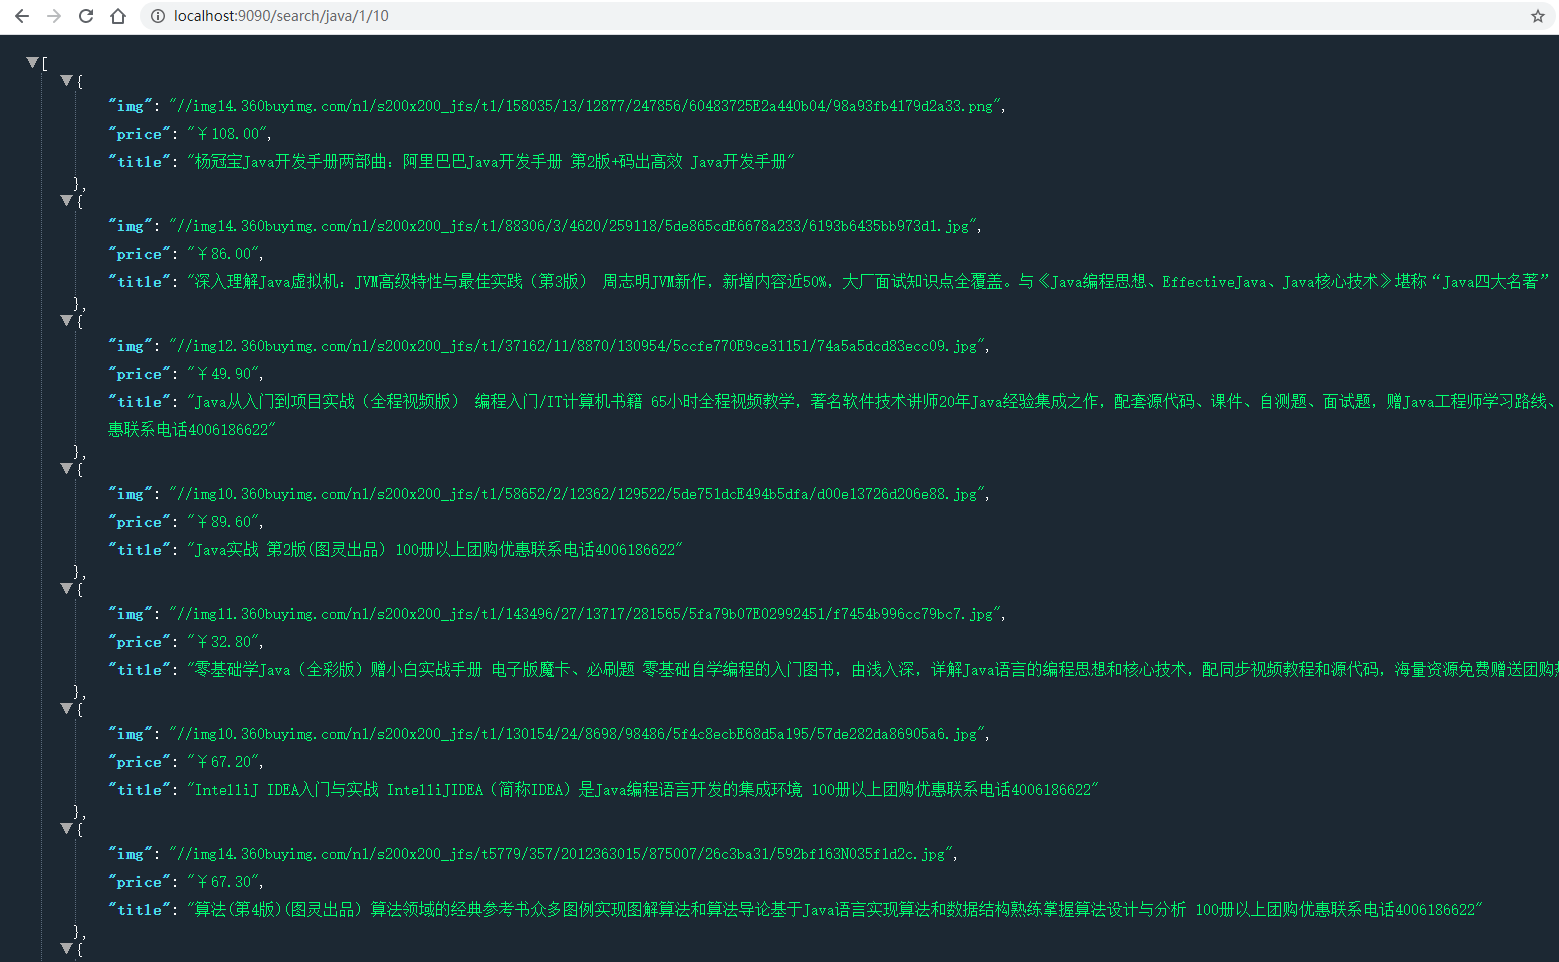 localhost:9090/search/java/1/10
[
{
"img": "//img14.360buyimg.com/n1/s200x200_jfs/t1/158035/13/12877/247856/60483725E2a440b04/98a93fb4179d2a33.png",
"price": "￥108.00",
"title": "杨冠宝Java开发手册两部曲：阿里巴巴Java开发手册 第2版+码出高效 Java开发手册"
},
{
"img": "//img14.360buyimg.com/n1/s200x200_jfs/t1/88306/3/4620/259118/5de865cdE6678a233/6193b6435bb973d1.jpg",
"price": "￥86.00",
"title": "深入理解Java虚拟机：JVM高级特性与最佳实践（第3版） 周志明JVM新作，新增内容近50%，大厂面试知识点全覆盖。与《Java编程思想、EffectiveJava、Java核心技术》堪称“Java四大名著”
},
{
"img": "//img12.360buyimg.com/n1/s200x200_jfs/t1/37162/11/8870/130954/5ccfe770E9ce31151/74a5a5dcd83ecc09.jpg",
"price": "￥49.90",
"title": "Java从入门到项目实战（全程视频版） 编程入门/IT计算机书籍 65小时全程视频教学，著名软件技术讲师20年Java经验集成之作，配套源代码、课件、自测题、面试题，赠Java工程师学习路线、
惠联系电话4006186622"
},
{
"img": "//img10.360buyimg.com/n1/s200x200_jfs/t1/58652/2/12362/129522/5de751dcE494b5dfa/d00e13726d206e88.jpg",
"price": "￥89.60",
"title": "Java实战 第2版(图灵出品) 100册以上团购优惠联系电话4006186622"
},
{
"img": "//img11.360buyimg.com/n1/s200x200_jfs/t1/143496/27/13717/281565/5fa79b07E02992451/f7454b996cc79bc7.jpg",
"price": "￥32.80",
"title": "零基础学Java（全彩版）赠小白实战手册 电子版魔卡、必刷题 零基础自学编程的入门图书，由浅入深，详解Java语言的编程思想和核心技术，配同步视频教程和源代码，海量资源免费赠送团购
},
{
"img": "//img10.360buyimg.com/n1/s200x200_jfs/t1/130154/24/8698/98486/5f4c8ecbE68d5a195/57de282da86905a6.jpg",
"price": "￥67.20",
"title": "IntelliJ IDEA入门与实战 IntelliJIDEA（简称IDEA）是Java编程语言开发的集成环境 100册以上团购优惠联系电话4006186622"
},
{
"img": "//img14.360buyimg.com/n1/s200x200_jfs/t5779/357/2012363015/875007/26c3ba31/592bf163N035f1d2c.jpg",
"price": "￥67.30",
"title": "算法(第4版)(图灵出品) 算法领域的经典参考书众多图例实现图解算法和算法导论基于Java语言实现算法和数据结构熟练掌握算法设计与分析 100册以上团购优惠联系电话4006186622"
},
{